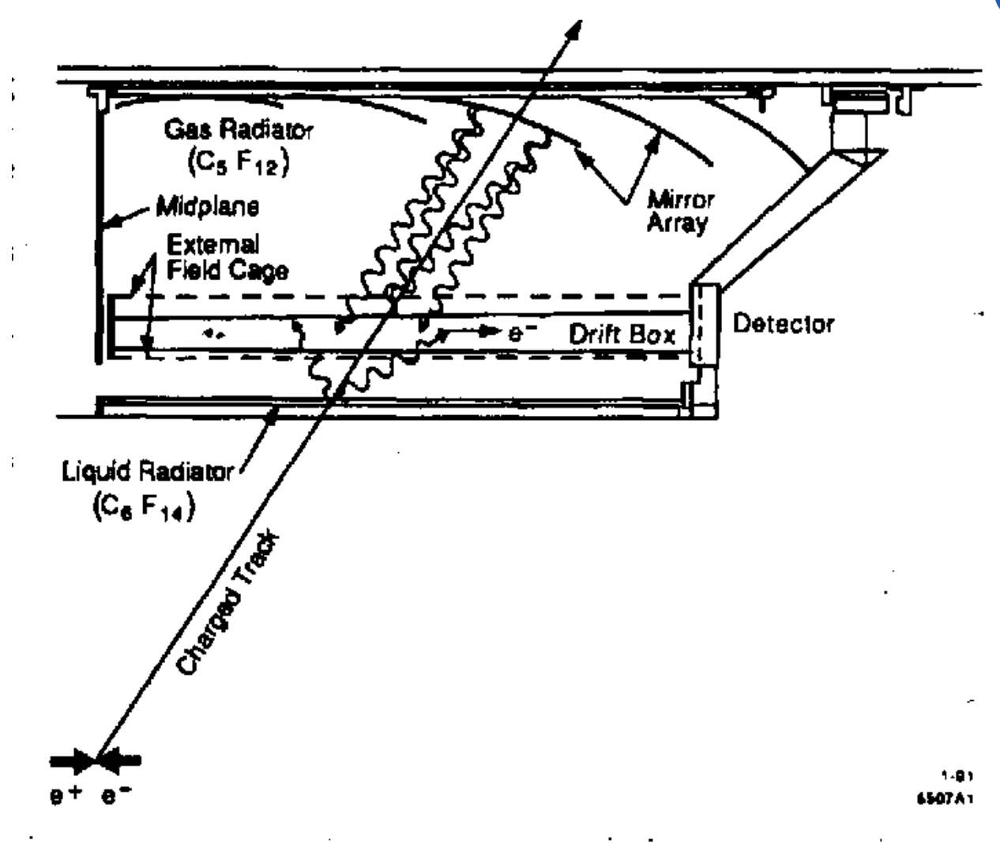 Gas Radiator
(C5 F12)
Midplane
External
Field Cage
Mirror
Array
e−
Drift Box
Detector
Liquid Radiator
(C6 F14)
Charged Track
e+ e−
1-91
6507A1